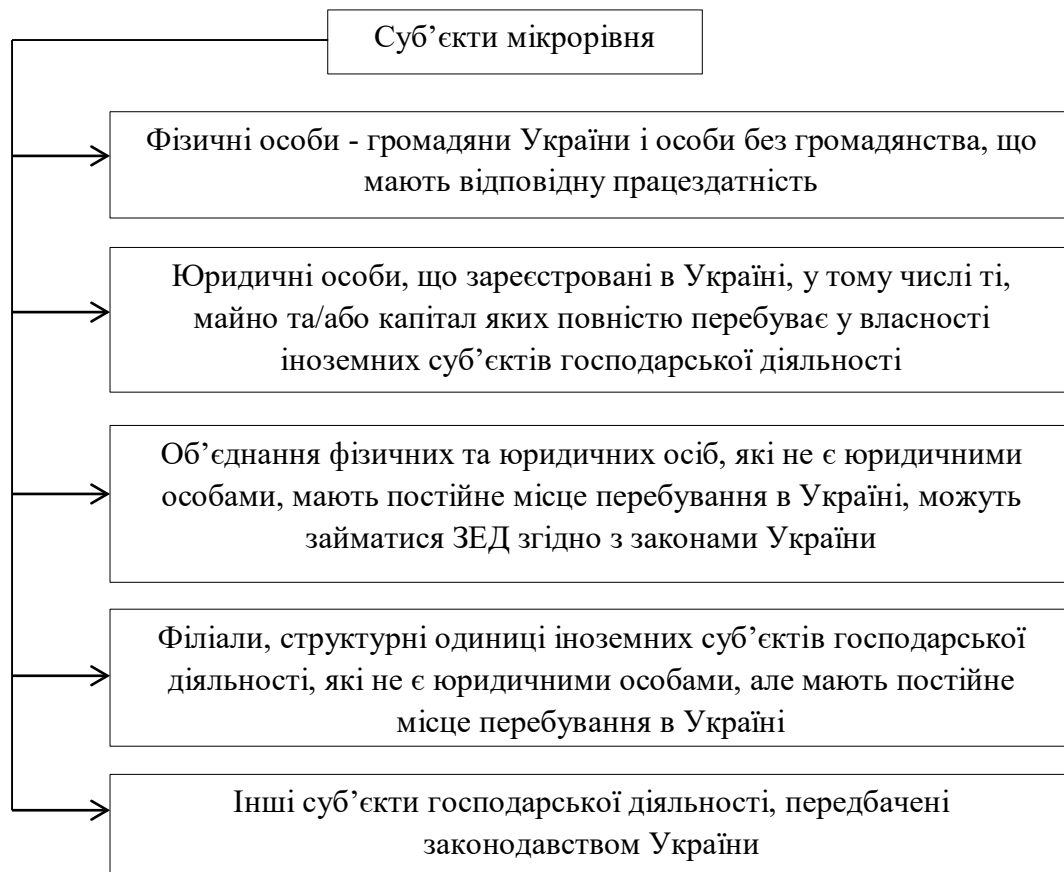 Суб’єкти мікрорівня
Фізичні особи - громадяни України і особи без громадянства, що
мають відповідну працездатність
Юридичні особи, що зареєстровані в Україні, у тому числі ті,
майно та/або капітал яких повністю перебуває у власності
іноземних суб’єктів господарської діяльності
Об’єднання фізичних та юридичних осіб, які не є юридичними
особами, мають постійне місце перебування в Україні, можуть
займатися ЗЕД згідно з законами України
Філіали, структурні одиниці іноземних суб’єктів господарської
діяльності, які не є юридичними особами, але мають постійне
місце перебування в Україні
Інші суб’єкти господарської діяльності, передбачені
законодавством України